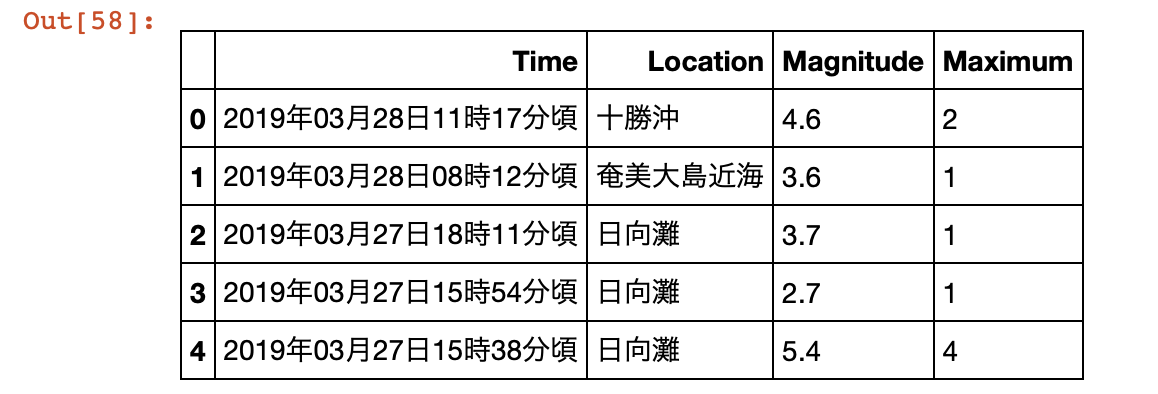 Out[58]:
Time Location Magnitude Maximum
0 2019年03月28日11時17分頃 十勝沖 4.6 2
1 2019年03月28日08時12分頃 奄美大島近海 3.6 1
2 2019年03月27日18時11分頃 日向灘 3.7 1
3 2019年03月27日15時54分頃 日向灘 2.7 1
4 2019年03月27日15時38分頃 日向灘 5.4 4